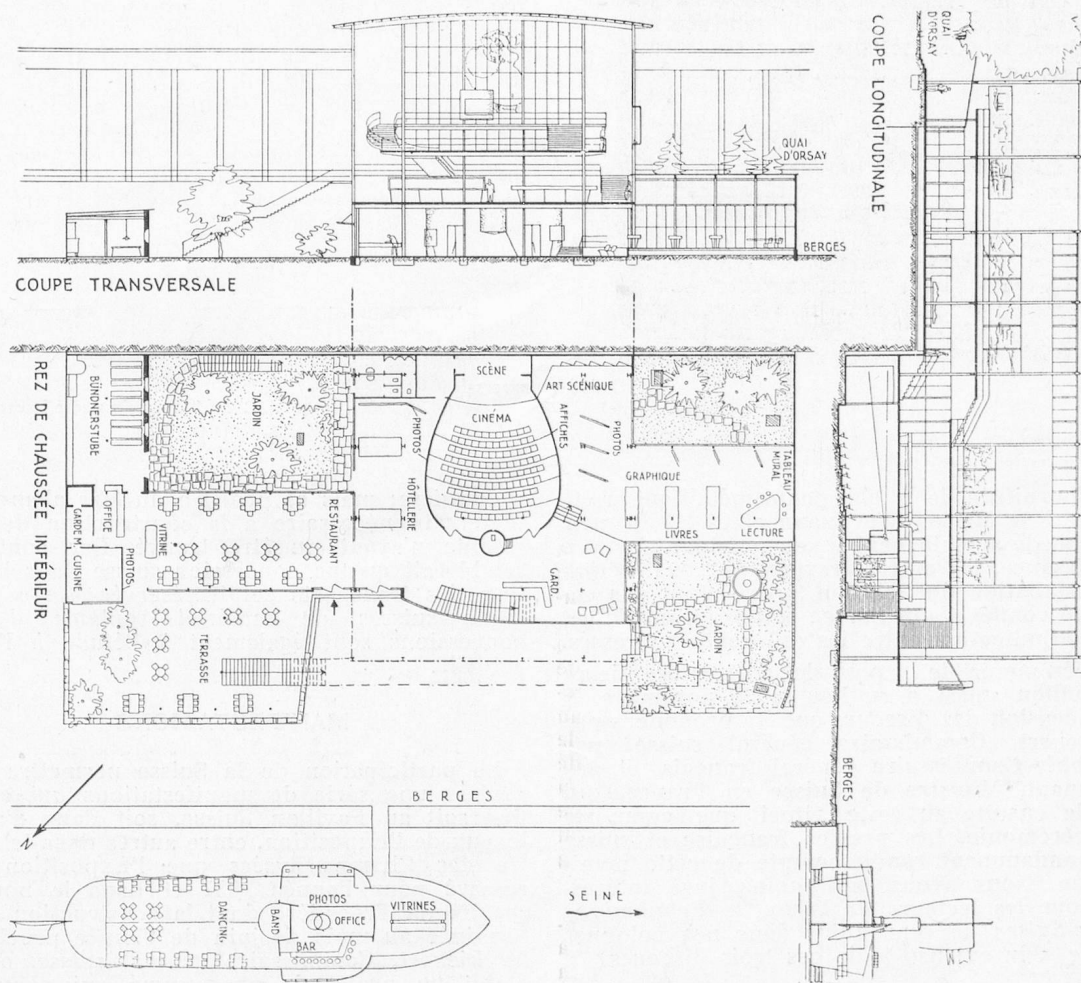 QUAI
D'ORSAY
BERGES
COUPE TRANSVERSALE
COUPE LONGITUDINALE
QUAI
D'ORSAY
REZ DE CHAUSSÉE INFÉRIEUR
BÜNDNERSTUBE
JARDIN
PHOTOS
SCÈNE
CINÉMA
ART SCÉNIQUE
AFFICHES
PHOTOS
GRAPHIQUE
TABLEAU
MURAL
LIVRES
LECTURE
HÔTELLERIE
RESTAURANT
VITRINE
OFFICE
GARDE M.
CUISINE
PHOTOS
TERRASSE
GARD.
JARDIN
BERGES
BERGES
N
SEINE
DANCING
BAND
PHOTOS
OFFICE
BAR
VITRINES